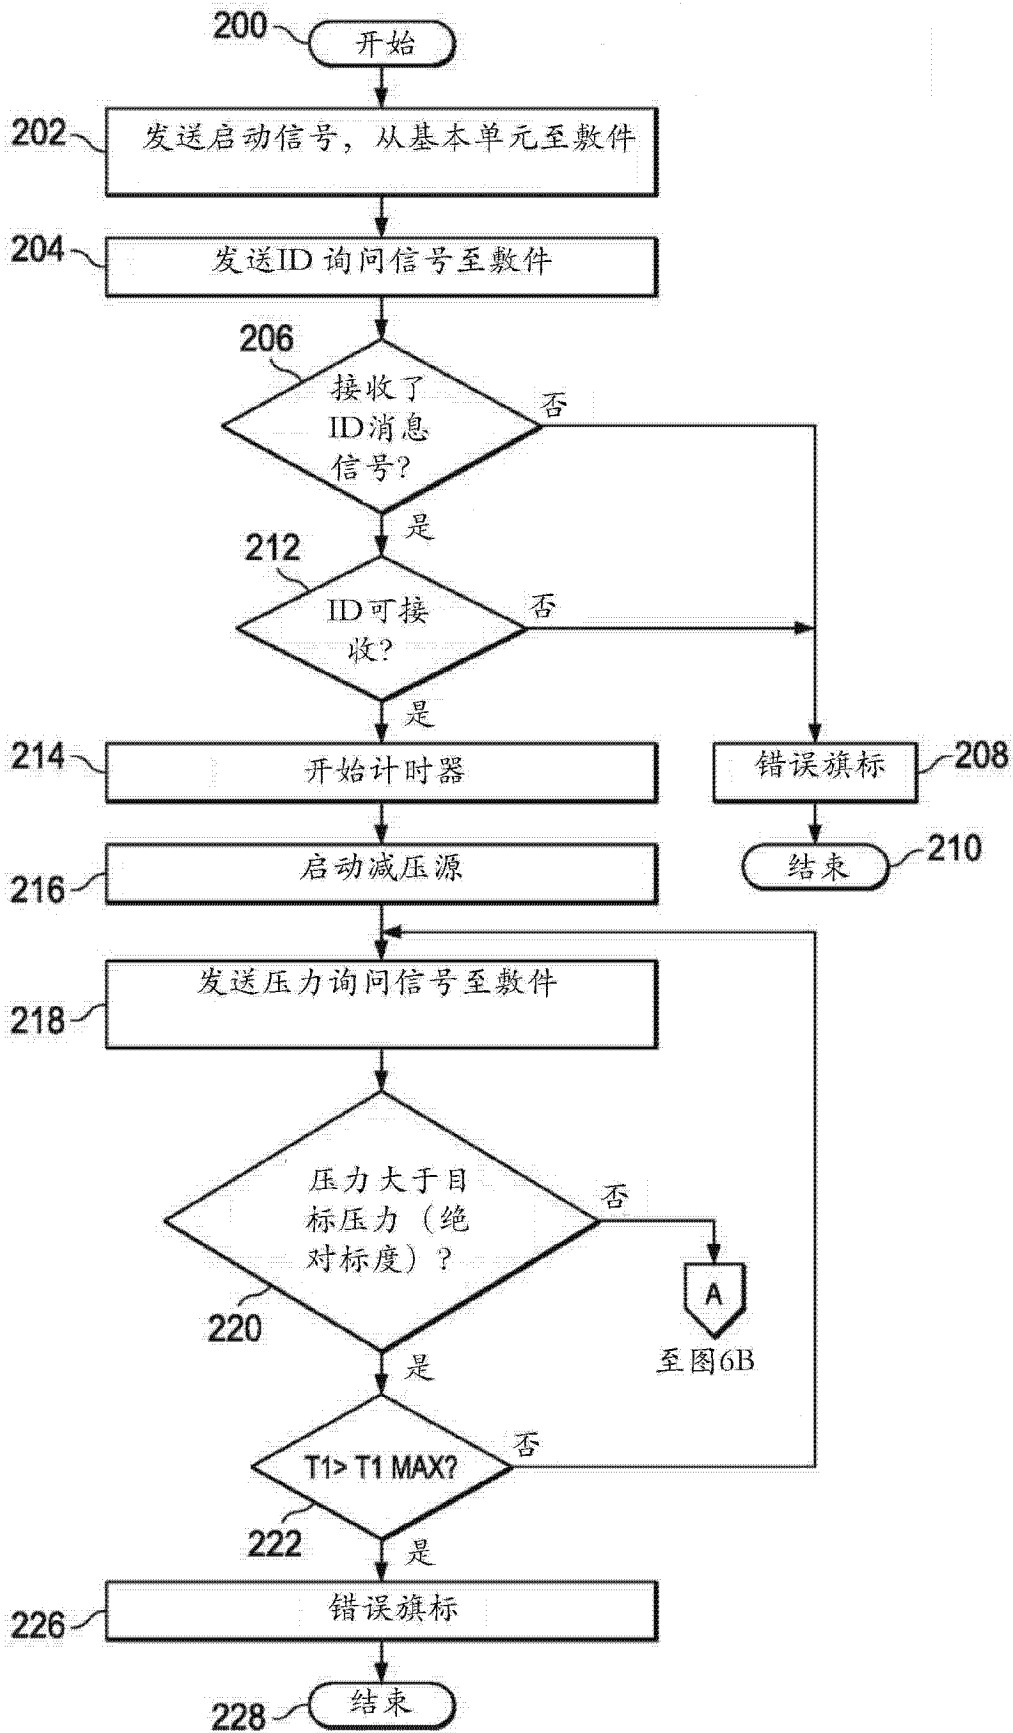 200
开始
202
发送启动信号，从基本单元至敷件
204
发送ID 询问信号至敷件
206
接收了
ID消息
信号？
否
是
212
ID可接
收？
否
是
214
开始计时器
错误旗标
208
216
启动减压源
结束
210
218
发送压力询问信号至敷件
压力大于目
标压力（绝
对标度）？
否
220
A
至图6B
是
T1> T1 MAX?
否
222
是
226
错误旗标
228
结束